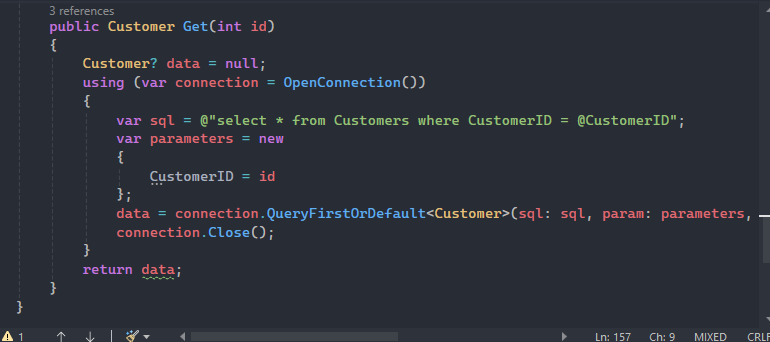 3 references
public Customer Get(int id)
{
Customer? data = null;
using (var connection = OpenConnection())
{
var sql = @"select * from Customers where CustomerID = @CustomerID";
var parameters = new
{
CustomerID = id
};
data = connection.QueryFirstOrDefault<Customer>(sql: sql, param: parameters,
connection.Close();
}
return data;
}
}
1 Ln: 157 Ch: 9 MIXED CRLF